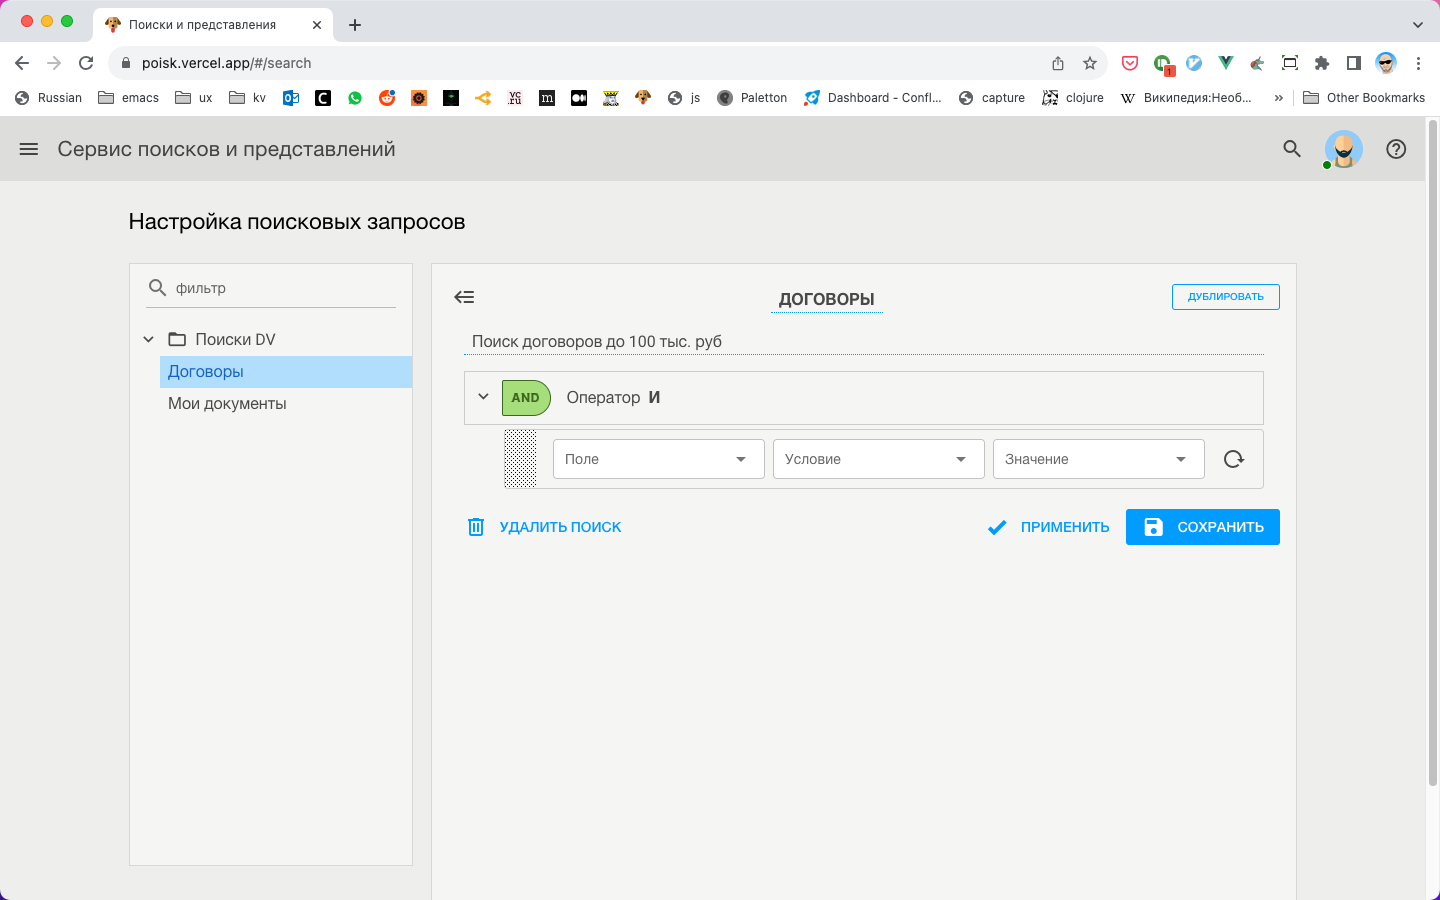 Поиски и представления
poisk.vercel.app/#/search
1
Russian emacs ux kv js Paletton Dashboard - Confl... capture clojure Википедия:Необ... » Other Bookmarks
Сервис поисков и представлений
Настройка поисковых запросов
фильтр
Поиски DV
Договоры
Мои документы
ДОГОВОРЫ
ДУБЛИРОВАТЬ
Поиск договоров до 100 тыс. руб
AND Оператор И
Поле Условие Значение
УДАЛИТЬ ПОИСК ПРИМЕНИТЬ СОХРАНИТЬ